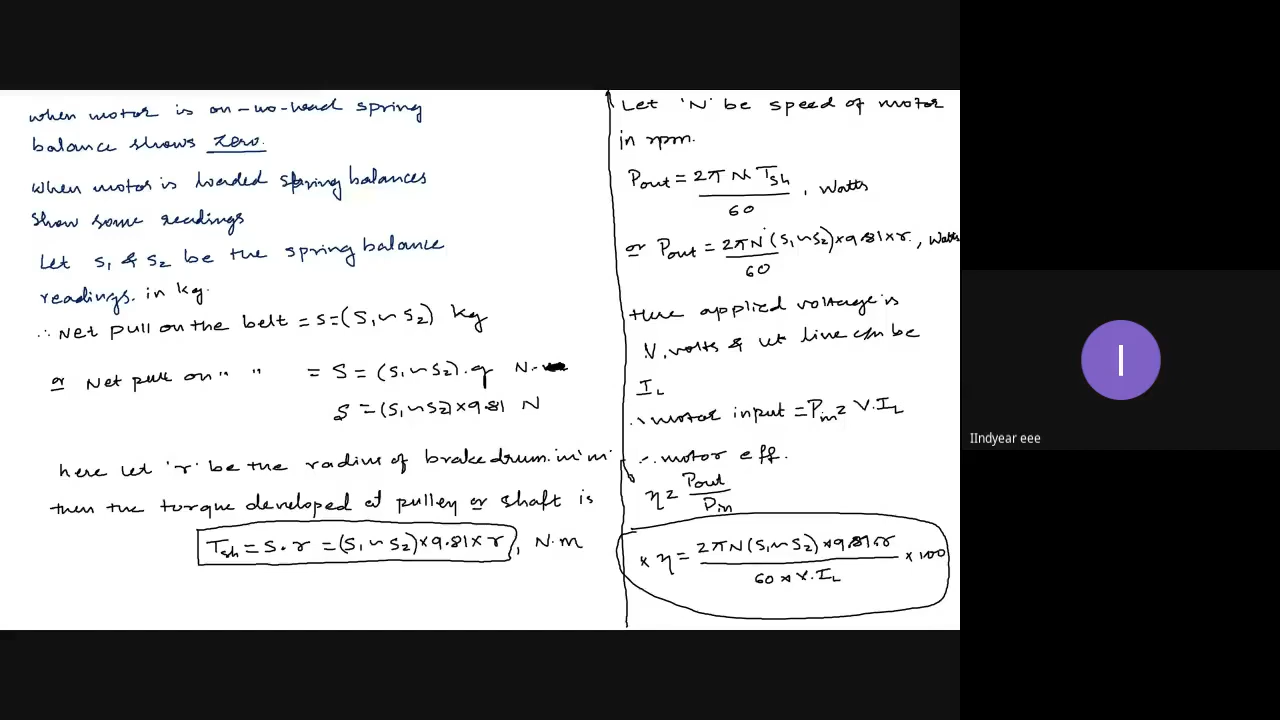 when motor is on-no-load spring
balance shows zero.
when motor is loaded spring balances
show some readings
Let S₁ & S₂ be the spring balance
readings. in kg.
∴ Net pull on the belt = S = (S₁ ~ S₂) kg
or Net pull on " " = S = (S₁ ~ S₂).g N.
S = (S₁ ~ S₂) × 9.81 N
here let 'r' be the radius of brake drum. in 'm'
then the torque developed at pulley or shaft is
Tsh = S.r = (S₁ ~ S₂) × 9.81 × r, N.m
Let 'N' be speed of motor
in rpm.
Pout = 2π N Tsh / 60, Watts
or Pout = 2πN (S₁ ~ S₂) × 9.81 × r / 60, Watts
Here applied voltage is
V. volts & let line can be
IL
∴ motor input = Pin = V.IL
∴ motor eff.
η = Pout / Pin
× η = 2πN (S₁ ~ S₂) × 9.81 r / 60 × V.IL × 100
I
IIndyear eee